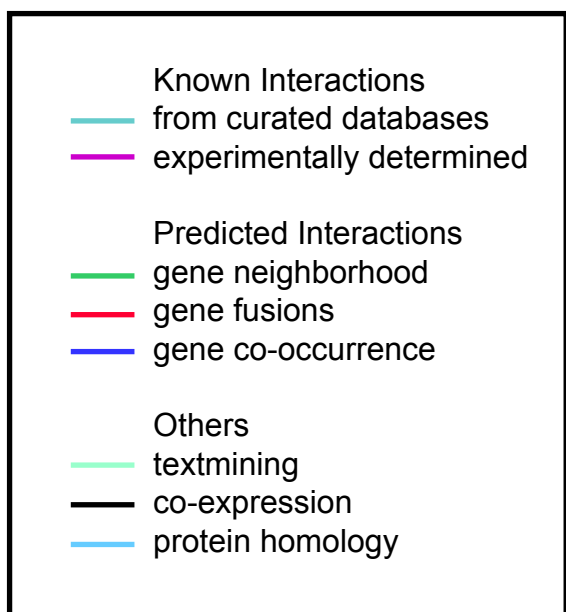 Known Interactions
from curated databases
experimentally determined
Predicted Interactions
gene neighborhood
gene fusions
gene co-occurrence
Others
textmining
co-expression
protein homology